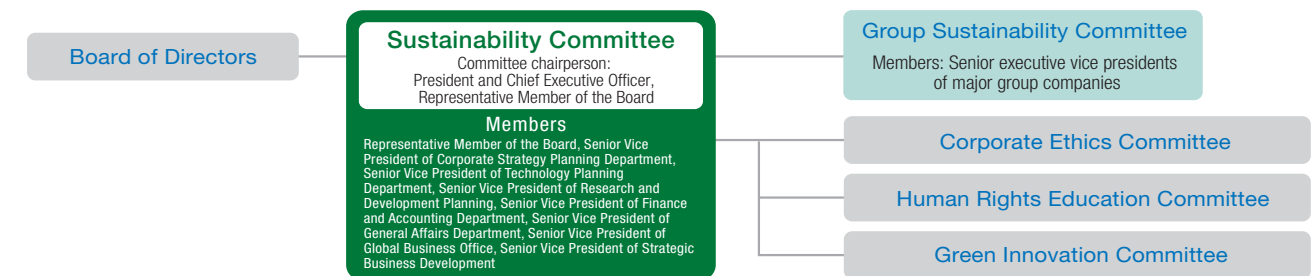 Board of Directors
Sustainability Committee
Committee chairperson:
President and Chief Executive Officer,
Representative Member of the Board
Members
Representative Member of the Board, Senior Vice
President of Corporate Strategy Planning Department,
Senior Vice President of Technology Planning
Department, Senior Vice President of Research and
Development Planning, Senior Vice President of Finance
and Accounting Department, Senior Vice President of
General Affairs Department, Senior Vice President of
Global Business Office, Senior Vice President of Strategic
Business Development
Group Sustainability Committee
Members: Senior executive vice presidents
of major group companies
Corporate Ethics Committee
Human Rights Education Committee
Green Innovation Committee